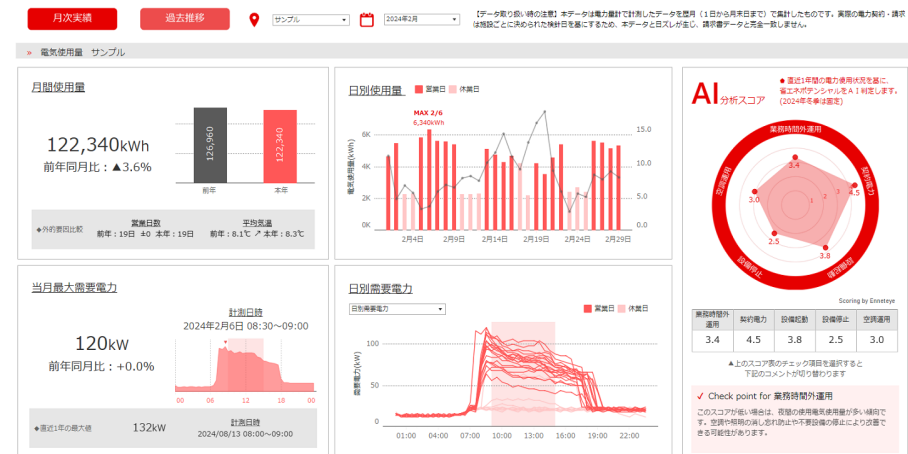 月次実績
過去推移
サンプル
2024年2月
【データ取り扱い時の注意】本データは電力量計で計測したデータを暦月（１日から月末日まで）で集計したものです。実際の電力契約・請求
は施設ごとに決められた検針日を基にするため、本データと日ズレが生じ、請求書データと完全一致しません。
» 電気使用量 サンプル
月間使用量
122,340kWh
前年同月比：▲3.6%
126,960
122,340
前年
本年
◆外的要因比較
営業日数
前年：19日 ±0 本年：19日
平均気温
前年：8.1℃ ↗ 本年：8.3℃
日別使用量
営業日
休業日
MAX 2/6
6,340kWh
電気使用量(kWh)
6K
4K
2K
0K
15.0
10.0
5.0
0.0
2月4日
2月9日
2月14日
2月19日
2月24日
2月29日
AI分析スコア
● 直近1年間の電力使用状況を基に、
省エネポテンシャルをＡＩ判定します。
(2024年冬季は固定)
業務時間外運用
契約電力
設備起動
設備停止
空調運用
3.4
4.5
3.8
2.5
3.0
1
2
3
Scoring by Enneteye
業務時間外運用
契約電力
設備起動
設備停止
空調運用
3.4
4.5
3.8
2.5
3.0
▲上のスコア表のチェック項目を選択すると
下記のコメントが切り替わります
✓ Check point for 業務時間外運用
このスコアが低い場合は、夜間の使用電気使用量が多い傾向で
す。空調や照明の消し忘れ防止や不要設備の停止により改善で
きる可能性があります。
当月最大需要電力
120kW
前年同月比：+0.0%
計測日時
2024年2月6日 08:30～09:00
00
06
12
18
00
◆直近1年の最大値
132kW
計測日時
2024/08/13 08:00～09:00
日別需要電力
日別需要電力
営業日
休業日
需要電力(kW)
100
50
0
01:00
04:00
07:00
10:00
13:00
16:00
19:00
22:00